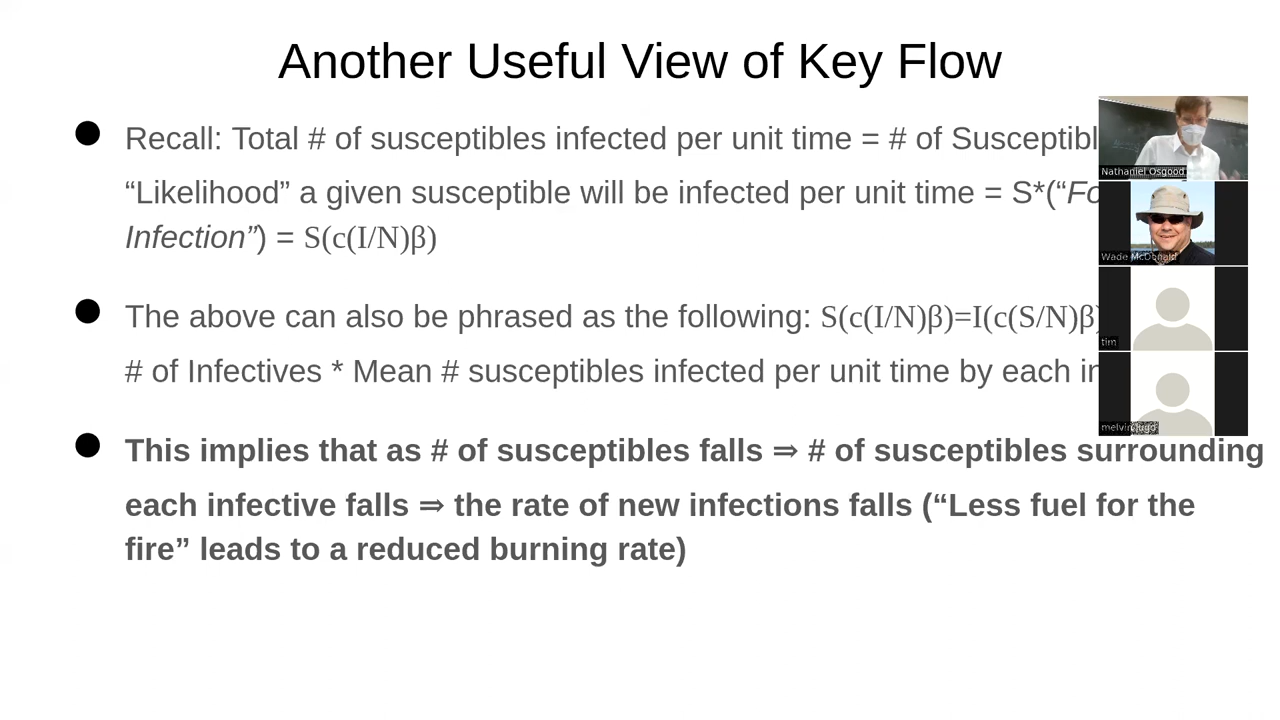 Another Useful View of Key Flow
Recall: Total # of susceptibles infected per unit time = # of
“Likelihood” a given susceptible will be infected per unit time = S*(“
Infection”) = S(c(I/N)β)
The above can also be phrased as the following: S(c(I/N)β)=I(c(S/N)β)
# of Infectives * Mean # susceptibles infected per unit time by each
This implies that as # of susceptibles falls ⇒ # of susceptibles surrounding
each infective falls ⇒ the rate of new infections falls (“Less fuel for the
fire” leads to a reduced burning rate)
Nathaniel Osgood
Wade McDonald
tim